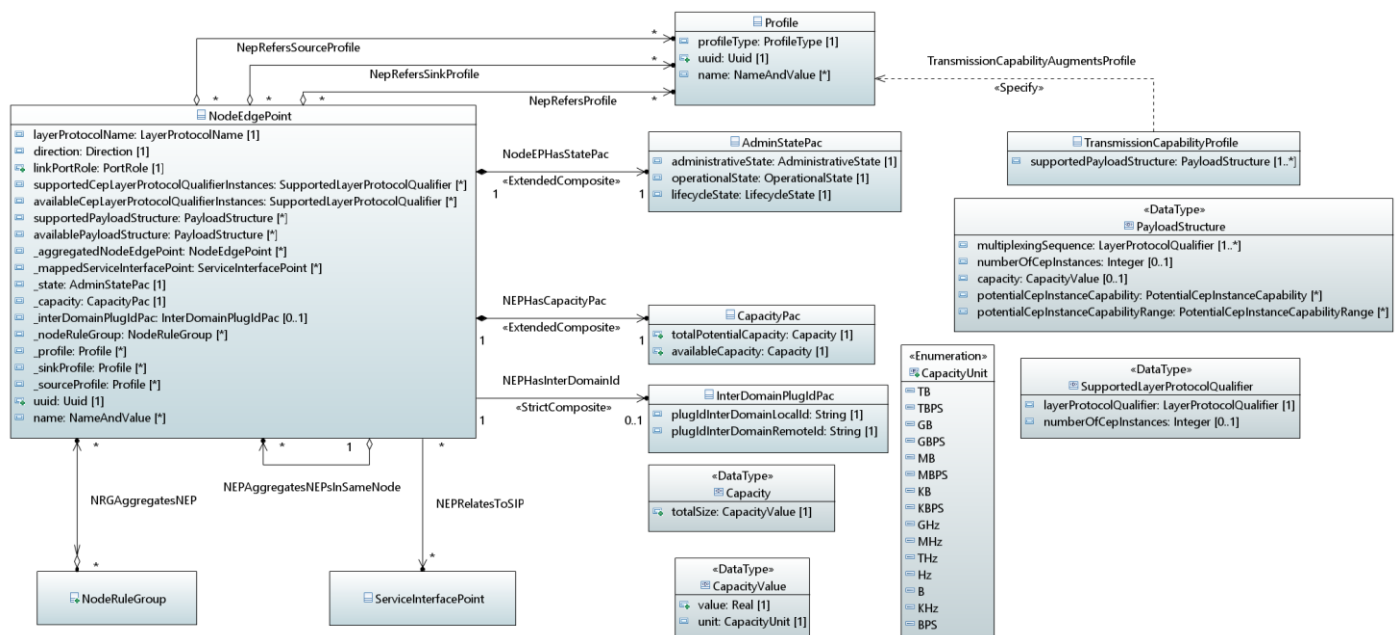 Profile
profileType: ProfileType [1]
uuid: Uuid [1]
name: NameAndValue [*]
*
NepRefersSourceProfile
*
NepRefersSinkProfile
*
NepRefersProfile
*
*
*
TransmissionCapabilityAugmentsProfile
«Specify»
NodeEdgePoint
layerProtocolName: LayerProtocolName [1]
direction: Direction [1]
linkPortRole: PortRole [1]
supportedCepLayerProtocolQualifierInstances: SupportedLayerProtocolQualifier [*]
availableCepLayerProtocolQualifierInstances: SupportedLayerProtocolQualifier [*]
supportedPayloadStructure: PayloadStructure [*]
availablePayloadStructure: PayloadStructure [*]
_aggregatedNodeEdgePoint: NodeEdgePoint [*]
_mappedServiceInterfacePoint: ServiceInterfacePoint [*]
_state: AdminStatePac [1]
_capacity: CapacityPac [1]
_interDomainPlugIdPac: InterDomainPlugIdPac [0..1]
_nodeRuleGroup: NodeRuleGroup [*]
_profile: Profile [*]
_sinkProfile: Profile [*]
_sourceProfile: Profile [*]
uuid: Uuid [1]
name: NameAndValue [*]
NodeEPHasStatePac
«ExtendedComposite»
1
1
AdminStatePac
administrativeState: AdministrativeState [1]
operationalState: OperationalState [1]
lifecycleState: LifecycleState [1]
TransmissionCapabilityProfile
supportedPayloadStructure: PayloadStructure [1..*]
«DataType»
PayloadStructure
multiplexingSequence: LayerProtocolQualifier [1..*]
numberOfCepInstances: Integer [0..1]
capacity: CapacityValue [0..1]
potentialCepInstanceCapability: PotentialCepInstanceCapability [*]
potentialCepInstanceCapabilityRange: PotentialCepInstanceCapabilityRange [*]
NEPHasCapacityPac
«ExtendedComposite»
1
1
CapacityPac
totalPotentialCapacity: Capacity [1]
availableCapacity: Capacity [1]
NEPHasInterDomainId
«StrictComposite»
1
0..1
InterDomainPlugIdPac
plugIdInterDomainLocalId: String [1]
plugIdInterDomainRemoteId: String [1]
«Enumeration»
CapacityUnit
TB
TBPS
GB
GBPS
MB
MBPS
KB
KBPS
GHz
MHz
THz
Hz
B
KHz
BPS
«DataType»
SupportedLayerProtocolQualifier
layerProtocolQualifier: LayerProtocolQualifier [1]
numberOfCepInstances: Integer [0..1]
*
*
1
*
NRGAggregatesNEP
NEPAggregatesNEPsInSameNode
NEPRelatesToSIP
*
*
NodeRuleGroup
ServiceInterfacePoint
«DataType»
Capacity
totalSize: CapacityValue [1]
«DataType»
CapacityValue
value: Real [1]
unit: CapacityUnit [1]